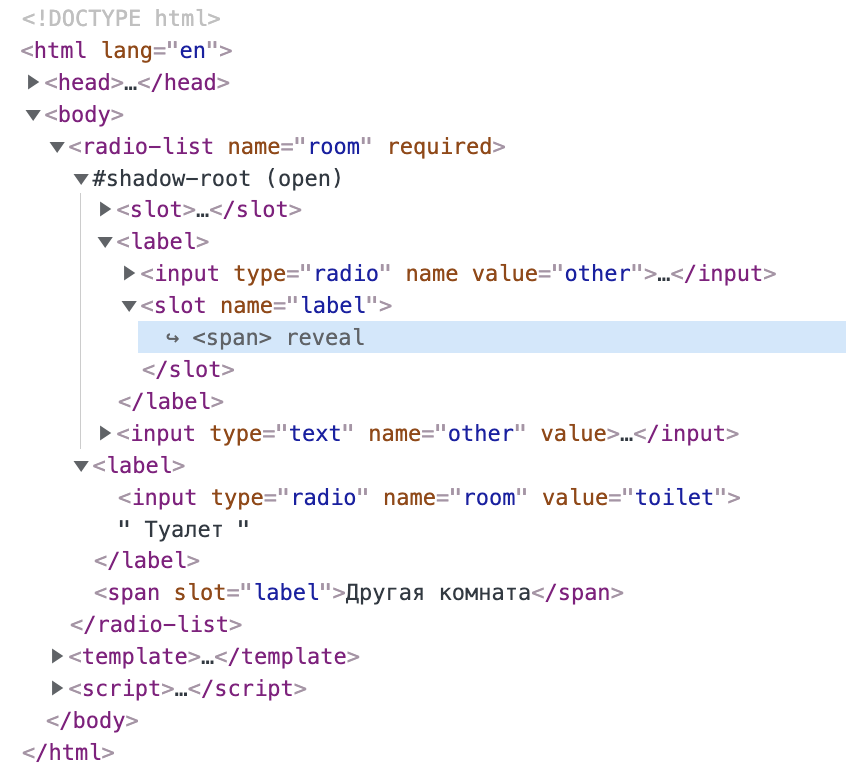 <!DOCTYPE html>
<html lang="en">
▶<head>…</head>
▼<body>
▼<radio-list name="room" required>
▼#shadow-root (open)
▶<slot>…</slot>
▼<label>
▶<input type="radio" name value="other">…</input>
▼<slot name="label">
↪ <span> reveal
</slot>
</label>
▶<input type="text" name="other" value>…</input>
▼<label>
<input type="radio" name="room" value="toilet">
" Туалет "
</label>
<span slot="label">Другая комната</span>
</radio-list>
▶<template>…</template>
▶<script>…</script>
</body>
</html>